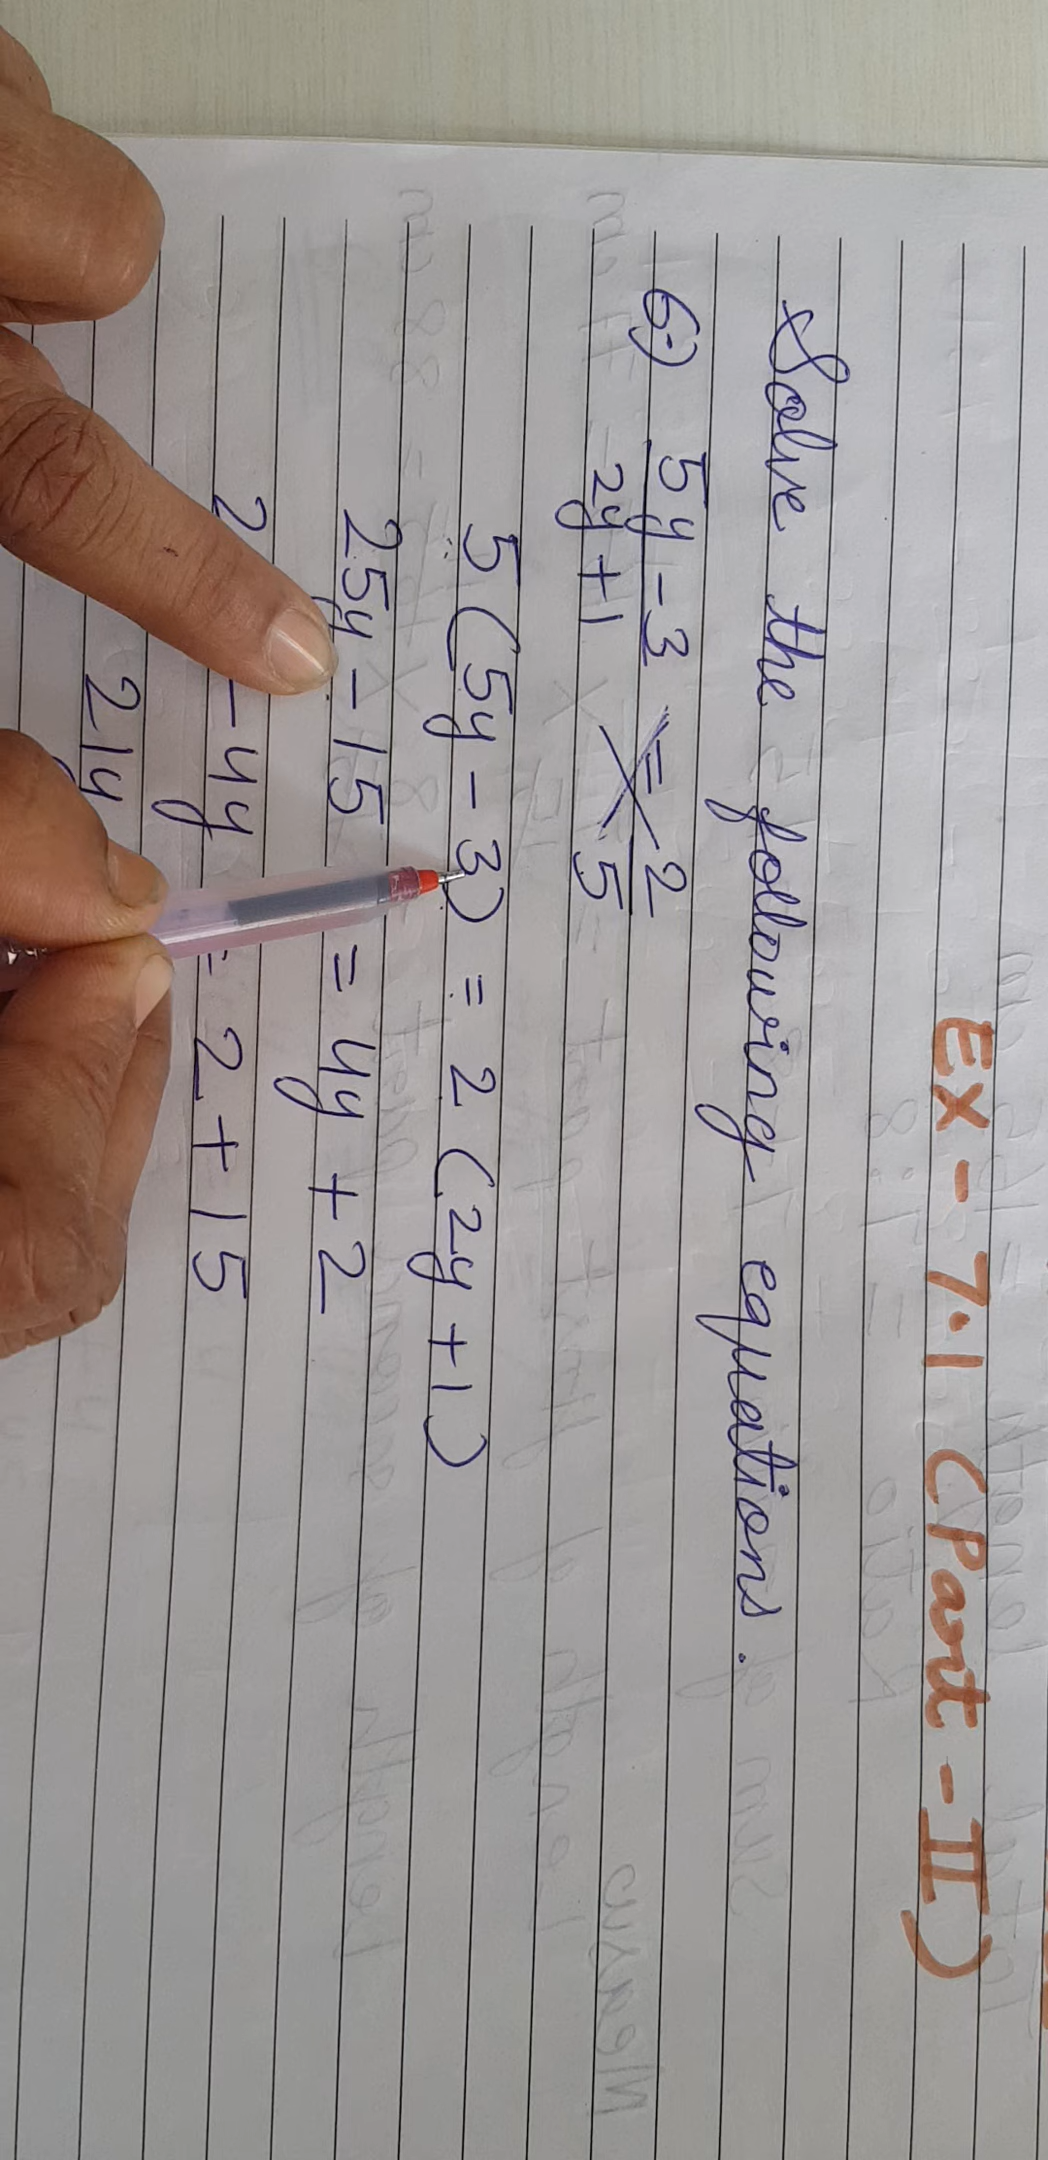 Ex - 7.1 (Part - II)
Solve the following equations.
6.) 5y - 3 / 2y + 1 = 2 / 5
5 (5y - 3) = 2 (2y + 1)
25y - 15 = 4y + 2
2 - 4y = 2 + 15
21y